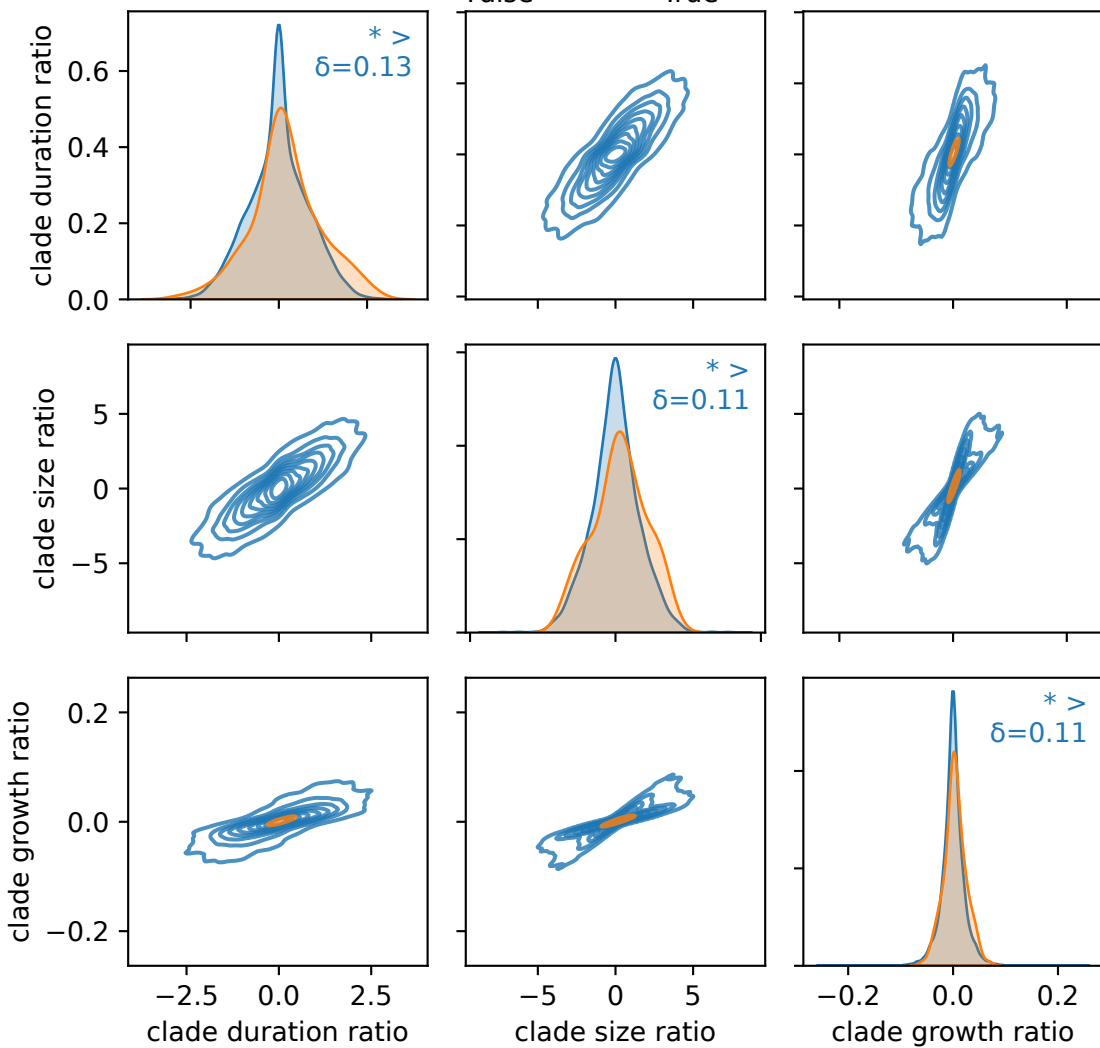 False True
clade duration ratio
0.6
0.4
0.2
0.0
* >
δ=0.13
clade size ratio
5
0
−5
* >
δ=0.11
clade growth ratio
0.2
0.0
−0.2
* >
δ=0.11
−2.5 0.0 2.5
−5 0 5
−0.2 0.0 0.2
clade duration ratio
clade size ratio
clade growth ratio